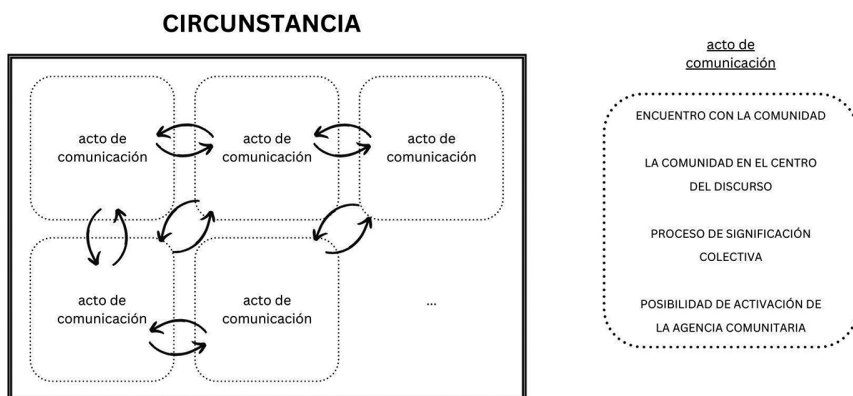 CIRCUNSTANCIA
acto de
comunicación
acto de
comunicación
acto de
comunicación
acto de
comunicación
acto de
comunicación
...
acto de
comunicación
ENCUENTRO CON LA COMUNIDAD
LA COMUNIDAD EN EL CENTRO
DEL DISCURSO
PROCESO DE SIGNIFICACIÓN
COLECTIVA
POSIBILIDAD DE ACTIVACIÓN DE
LA AGENCIA COMUNITARIA